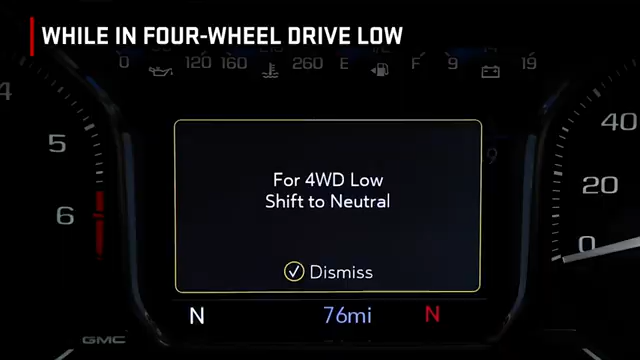 WHILE IN FOUR-WHEEL DRIVE LOW
0 120 160 260 E F 9 19
4
5
6
40
20
0
For 4WD Low
Shift to Neutral
Dismiss
N 76mi N
GMC